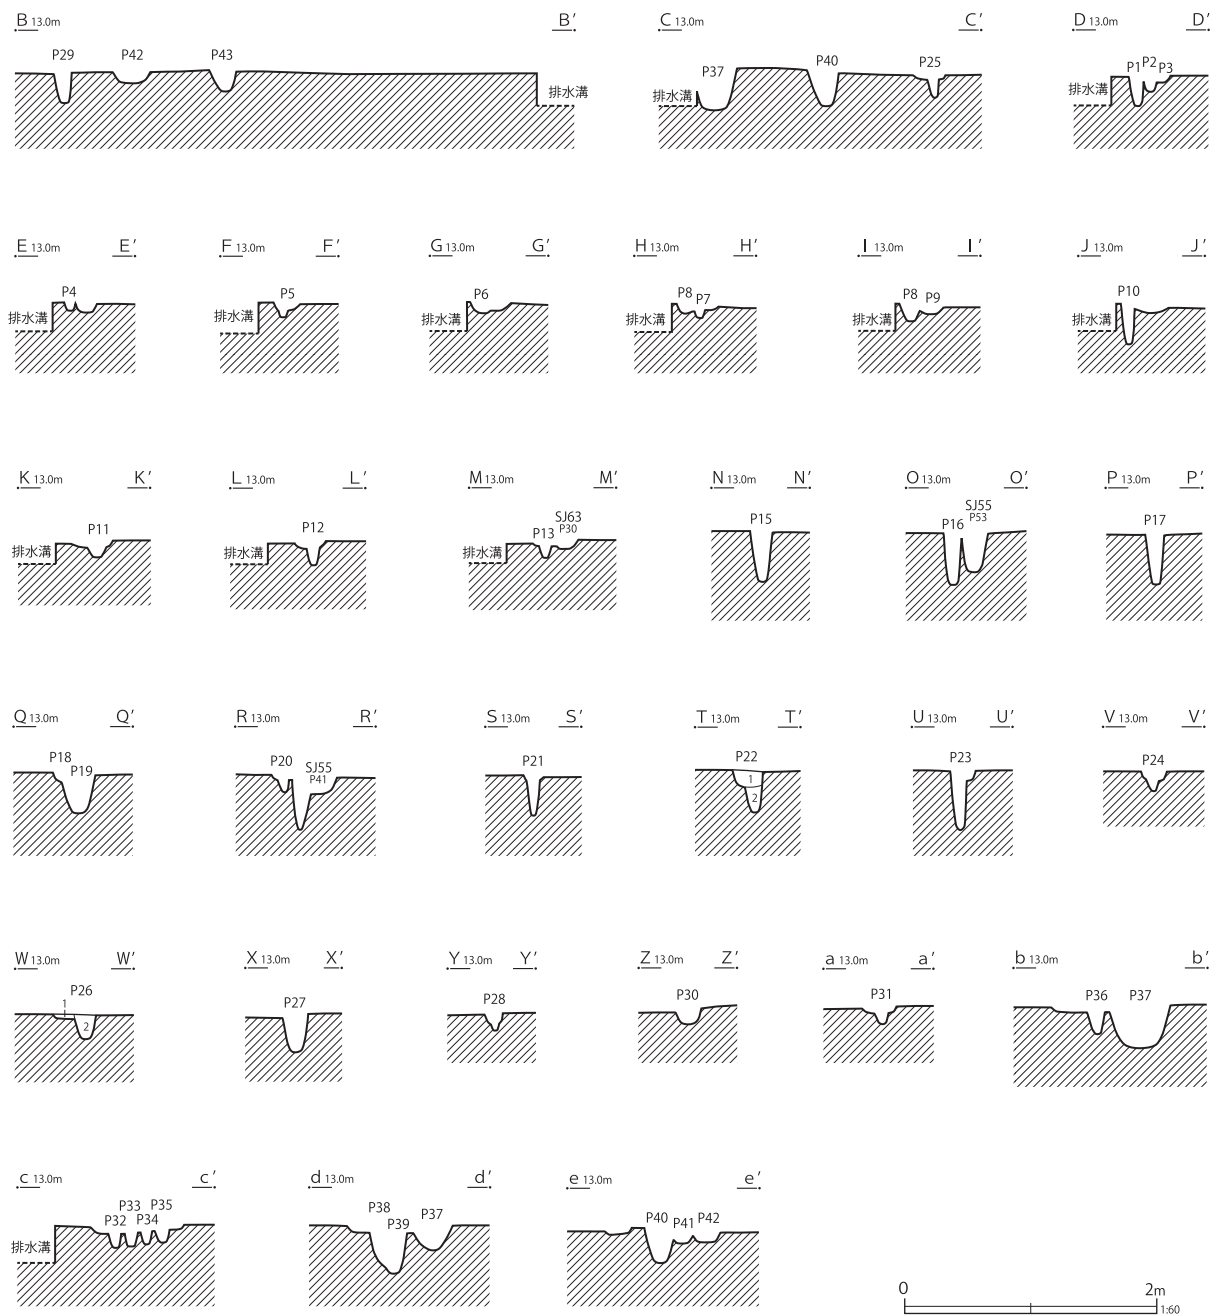 B 13.0m B′
P29 P42 P43
排水溝
C 13.0m C′
P37 P40 P25
排水溝
D 13.0m D′
P1 P2 P3
排水溝
E 13.0m E′
P4
排水溝
F 13.0m F′
P5
排水溝
G 13.0m G′
P6
排水溝
H 13.0m H′
P8 P7
排水溝
I 13.0m I′
P8 P9
排水溝
J 13.0m J′
P10
排水溝
K 13.0m K′
P11
排水溝
L 13.0m L′
P12
排水溝
M 13.0m M′
SJ63
P13 P30
排水溝
N 13.0m N′
P15
O 13.0m O′
SJ55
P16 P53
P 13.0m P′
P17
Q 13.0m Q′
P18
P19
R 13.0m R′
P20 SJ55
P41
S 13.0m S′
P21
T 13.0m T′
P22
1
2
U 13.0m U′
P23
V 13.0m V′
P24
W 13.0m W′
P26
1
2
X 13.0m X′
P27
Y 13.0m Y′
P28
Z 13.0m Z′
P30
a 13.0m a′
P31
b 13.0m b′
P36 P37
c 13.0m c′
P33 P35
P32 P34
排水溝
d 13.0m d′
P38 P37
P39
e 13.0m e′
P40 P41 P42
0 2m
1:60